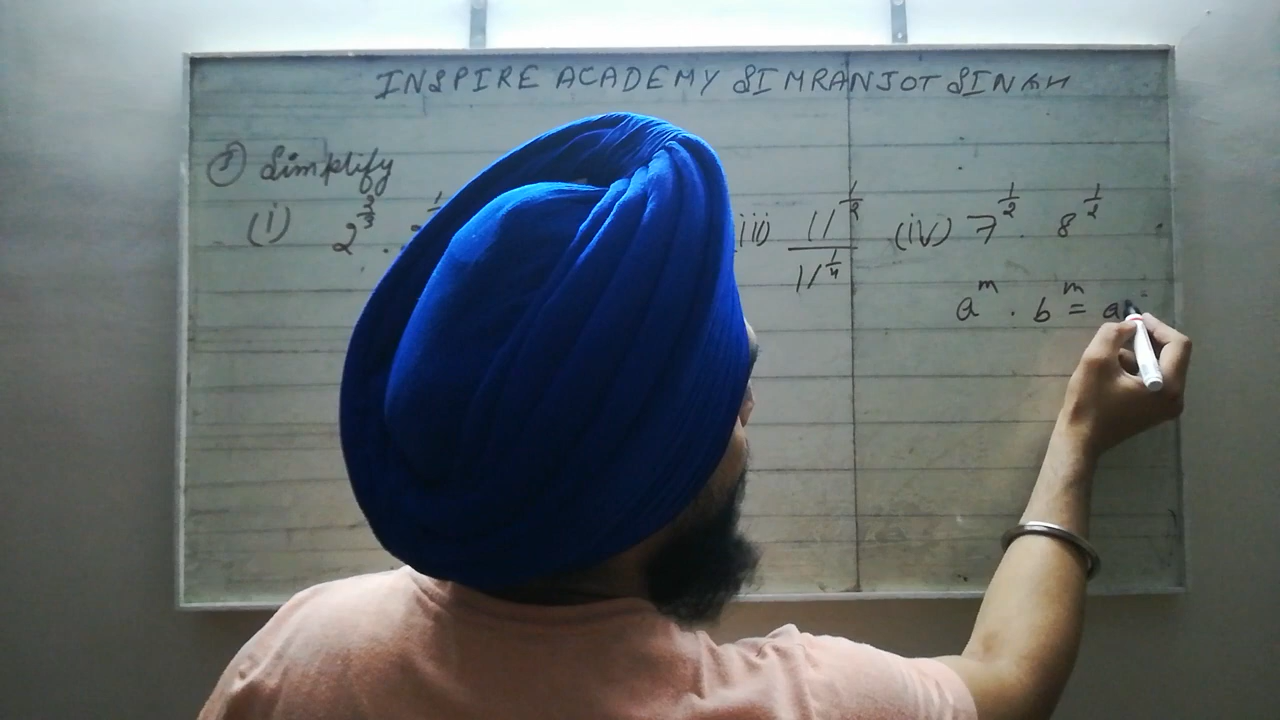 INSPIRE ACADEMY SIMRANJOT SINGH
① Simplify
(i) 2^(2/3) · (iii) 11^(1/2) / 11^(1/4) (iv) 7^(1/2) · 8^(1/2)
a^m · b^m = a